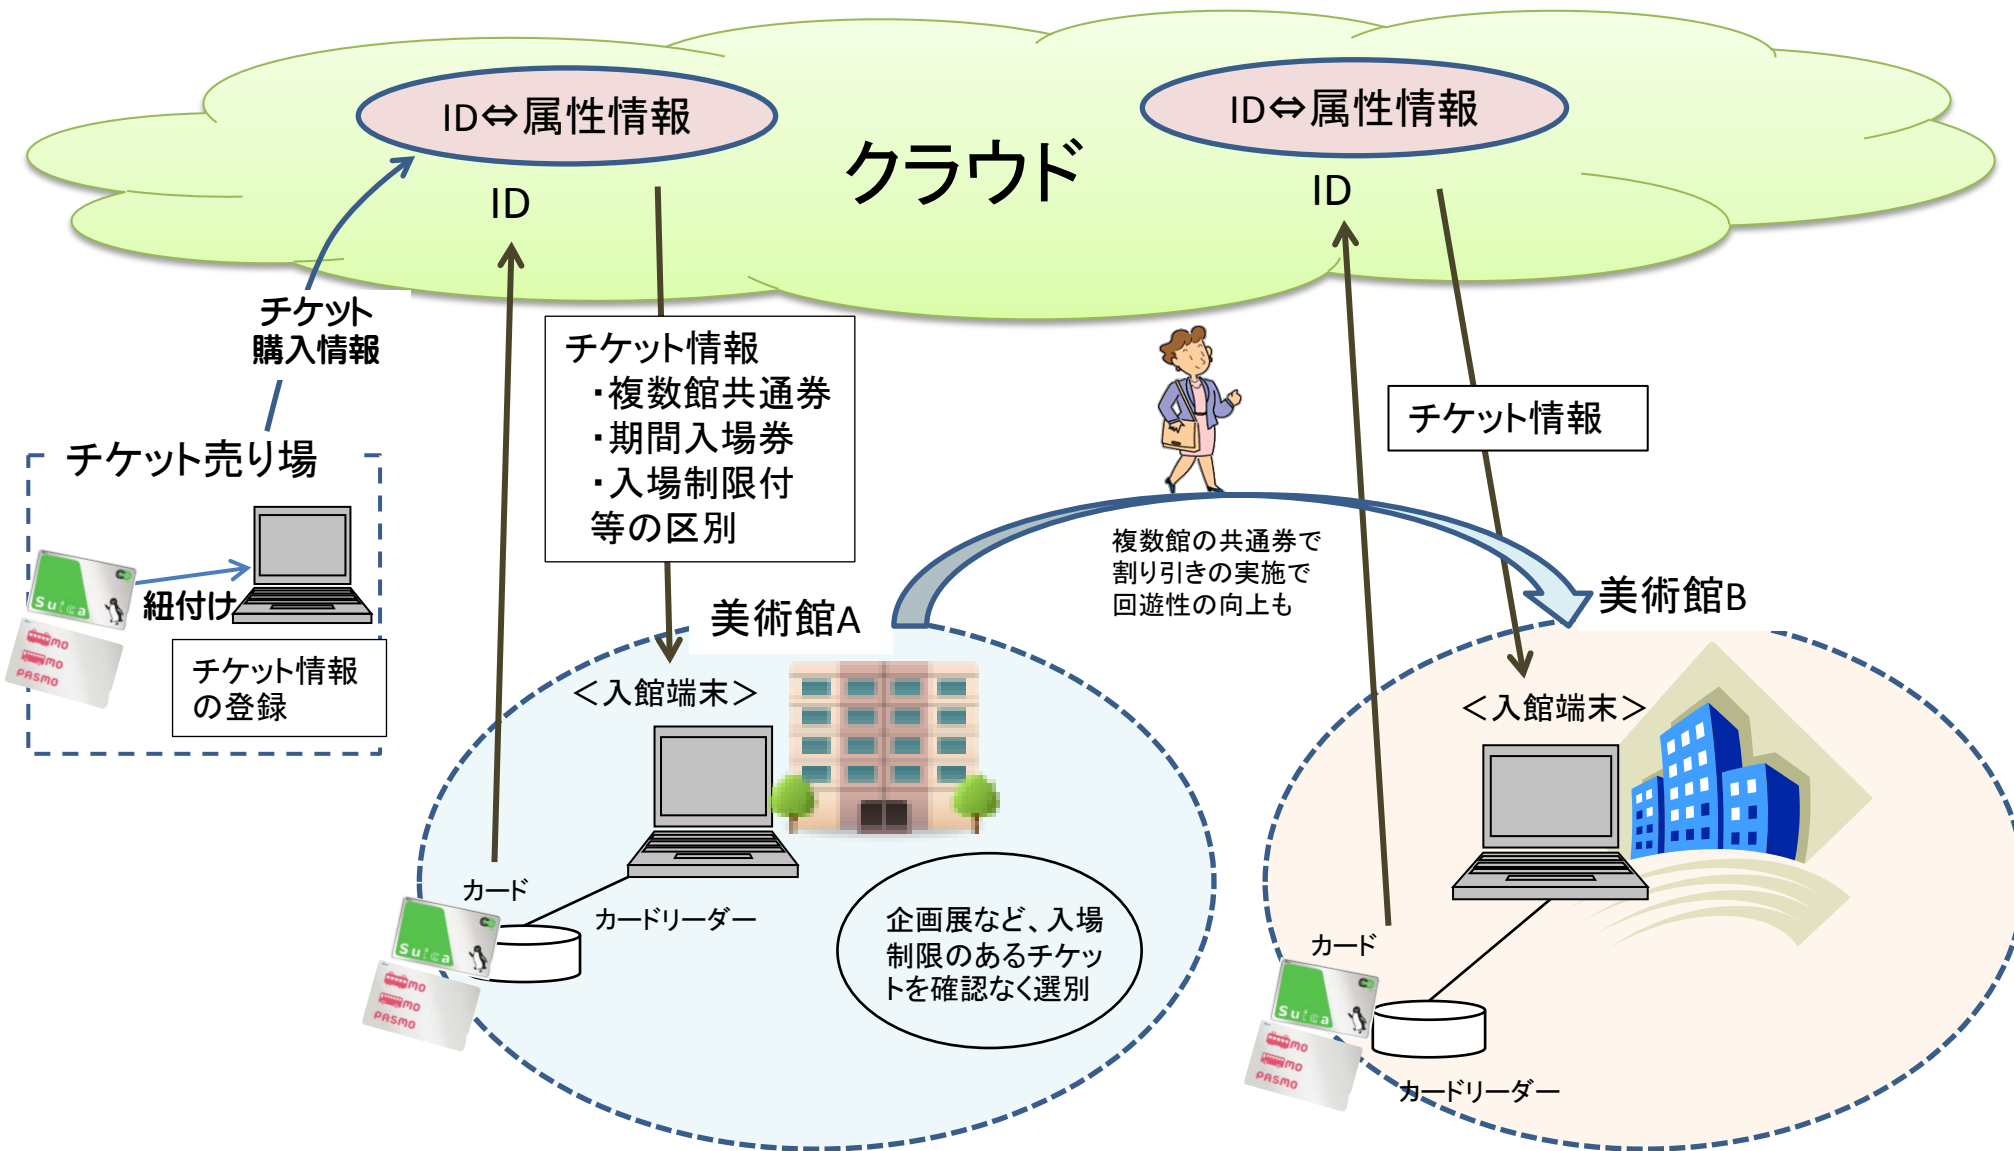 ID⇔属性情報
ID⇔属性情報
クラウド
ID
ID
チケット
購入情報
チケット情報
・複数館共通券
・期間入場券
・入場制限付
等の区別
チケット情報
チケット売り場
紐付け
Suica
PASMO
チケット情報
の登録
複数館の共通券で
割り引きの実施で
回遊性の向上も
美術館A
美術館B
＜入館端末＞
＜入館端末＞
カード
カードリーダー
Suica
PASMO
企画展など、入場
制限のあるチケッ
トを確認なく選別
カード
Suica
PASMO
カードリーダー